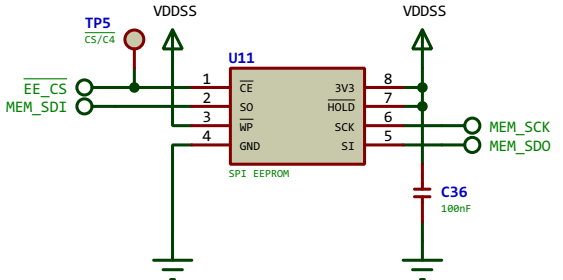 TP5
CS/C4
VDDSS
VDDSS
U11
EE_CS
MEM_SDI
1
2
3
4
CE
SO
WP
GND
3V3
HOLD
SCK
SI
8
7
6
5
MEM_SCK
MEM_SDO
SPI EEPROM
C36
100nF